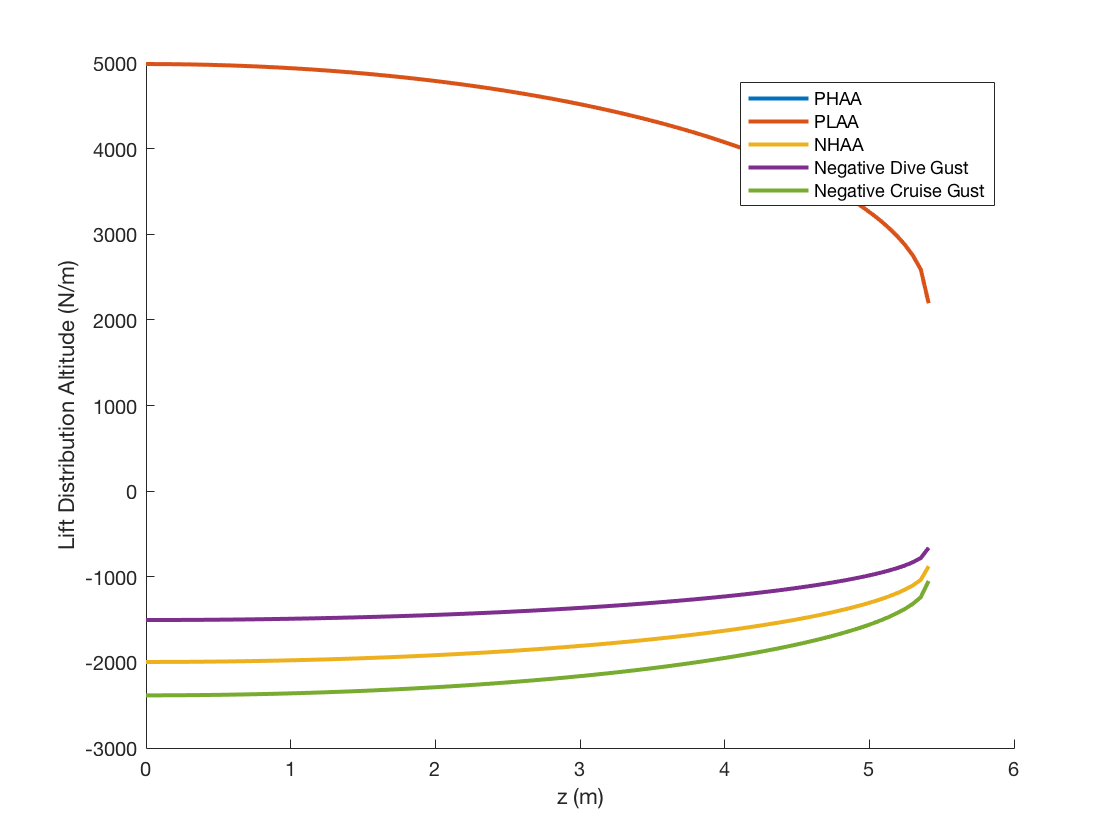 5000
4000
3000
2000
1000
0
-1000
-2000
-3000
Lift Distribution Altitude (N/m)
PHAA
PLAA
NHAA
Negative Dive Gust
Negative Cruise Gust
0 1 2 3 4 5 6
z (m)